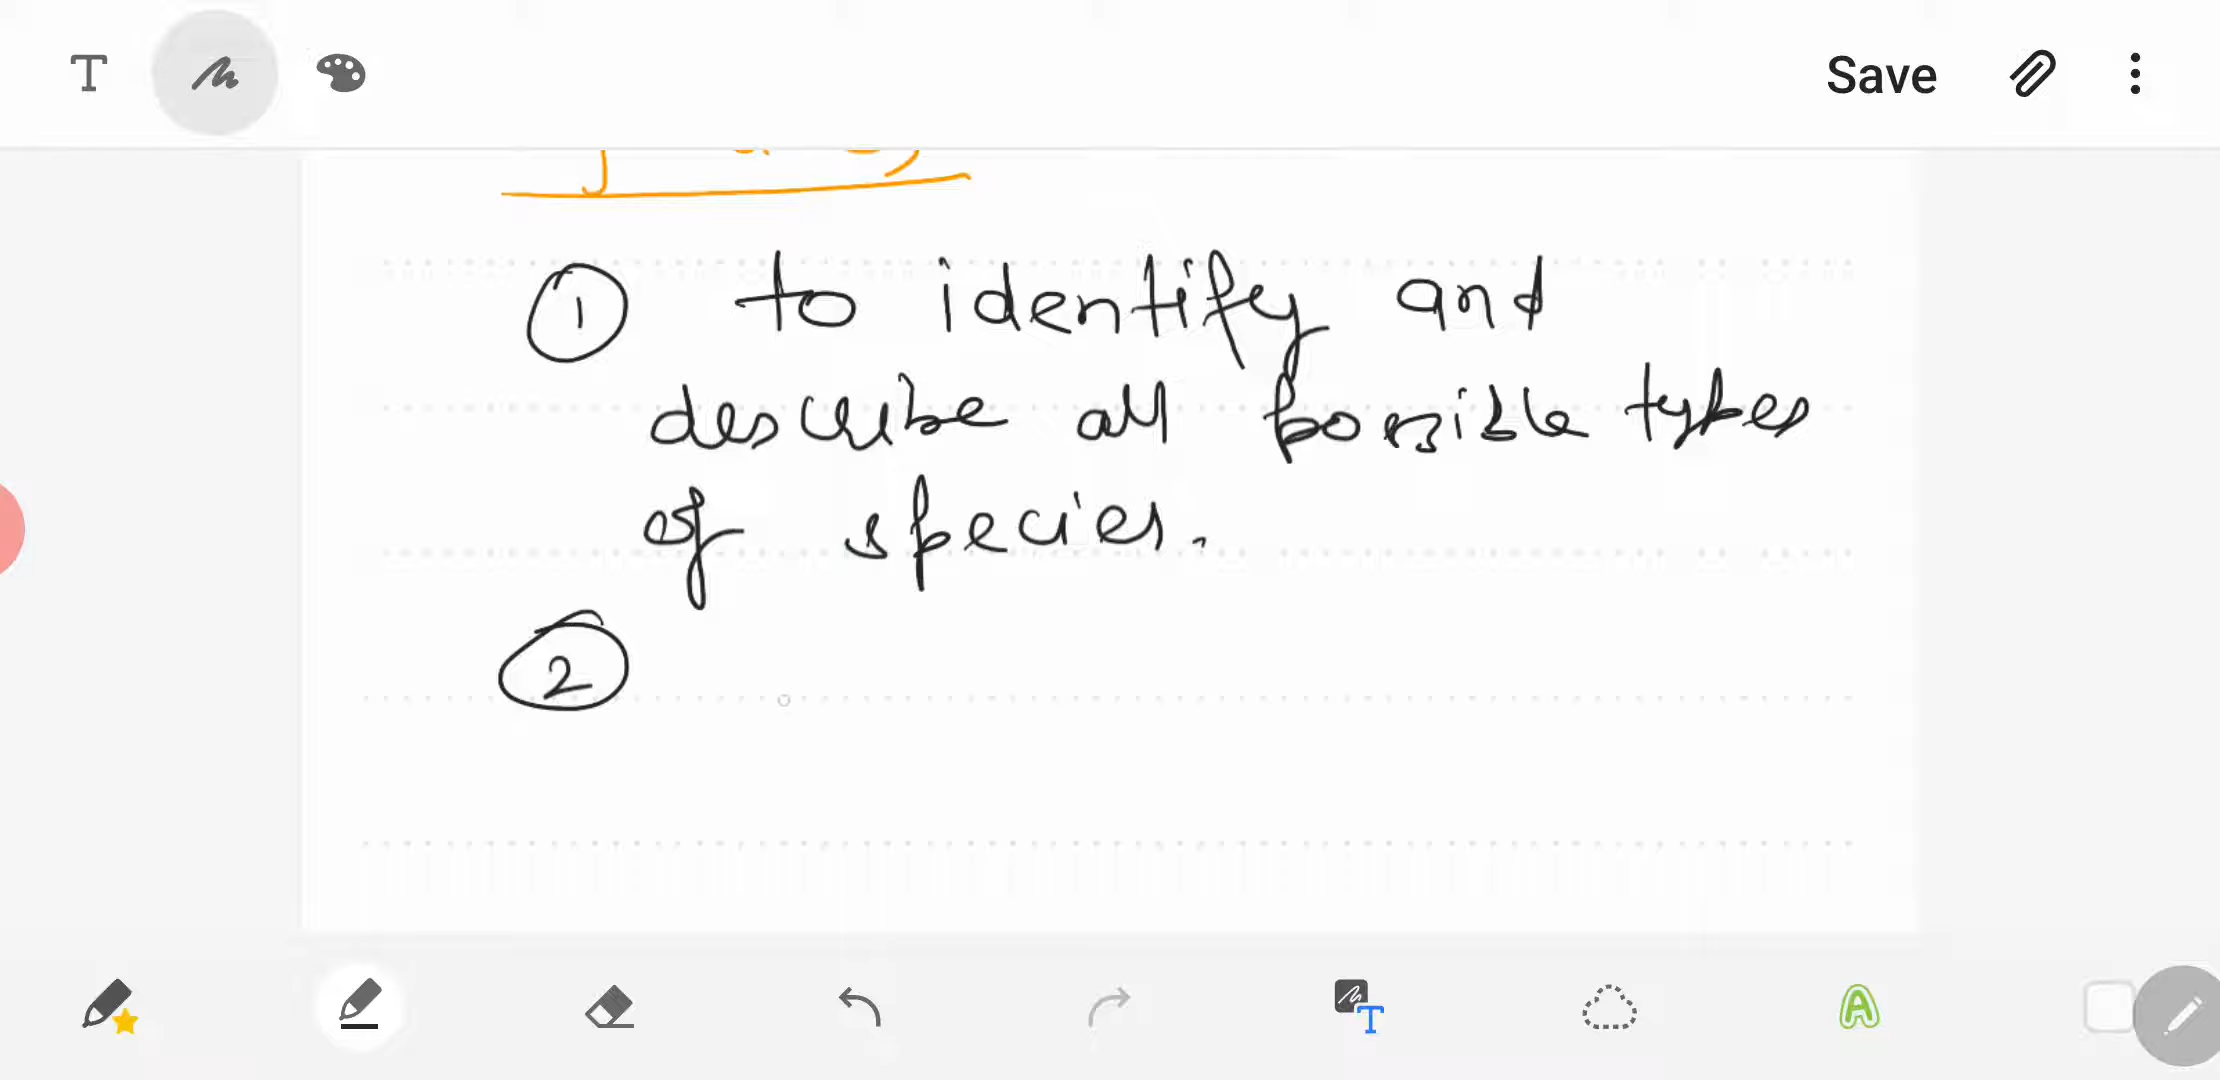 T
Save
① to identify and
describe all possible types
of species.
②
T
A